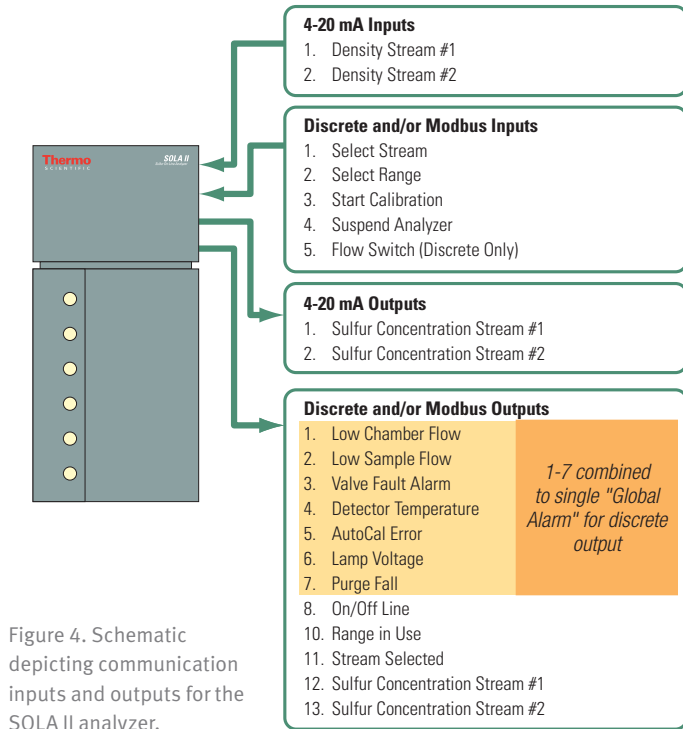 4-20 mA Inputs
1. Density Stream #1
2. Density Stream #2
Discrete and/or Modbus Inputs
1. Select Stream
2. Select Range
3. Start Calibration
4. Suspend Analyzer
5. Flow Switch (Discrete Only)
Thermo
SCIENTIFIC
SOLA II
4-20 mA Outputs
1. Sulfur Concentration Stream #1
2. Sulfur Concentration Stream #2
Discrete and/or Modbus Outputs
1. Low Chamber Flow
2. Low Sample Flow
3. Valve Fault Alarm
4. Detector Temperature
5. AutoCal Error
6. Lamp Voltage
7. Purge Fall
8. On/Off Line
10. Range in Use
11. Stream Selected
12. Sulfur Concentration Stream #1
13. Sulfur Concentration Stream #2
1-7 combined
to single "Global
Alarm" for discrete
output
Figure 4. Schematic
depicting communication
inputs and outputs for the
SOLA II analyzer.